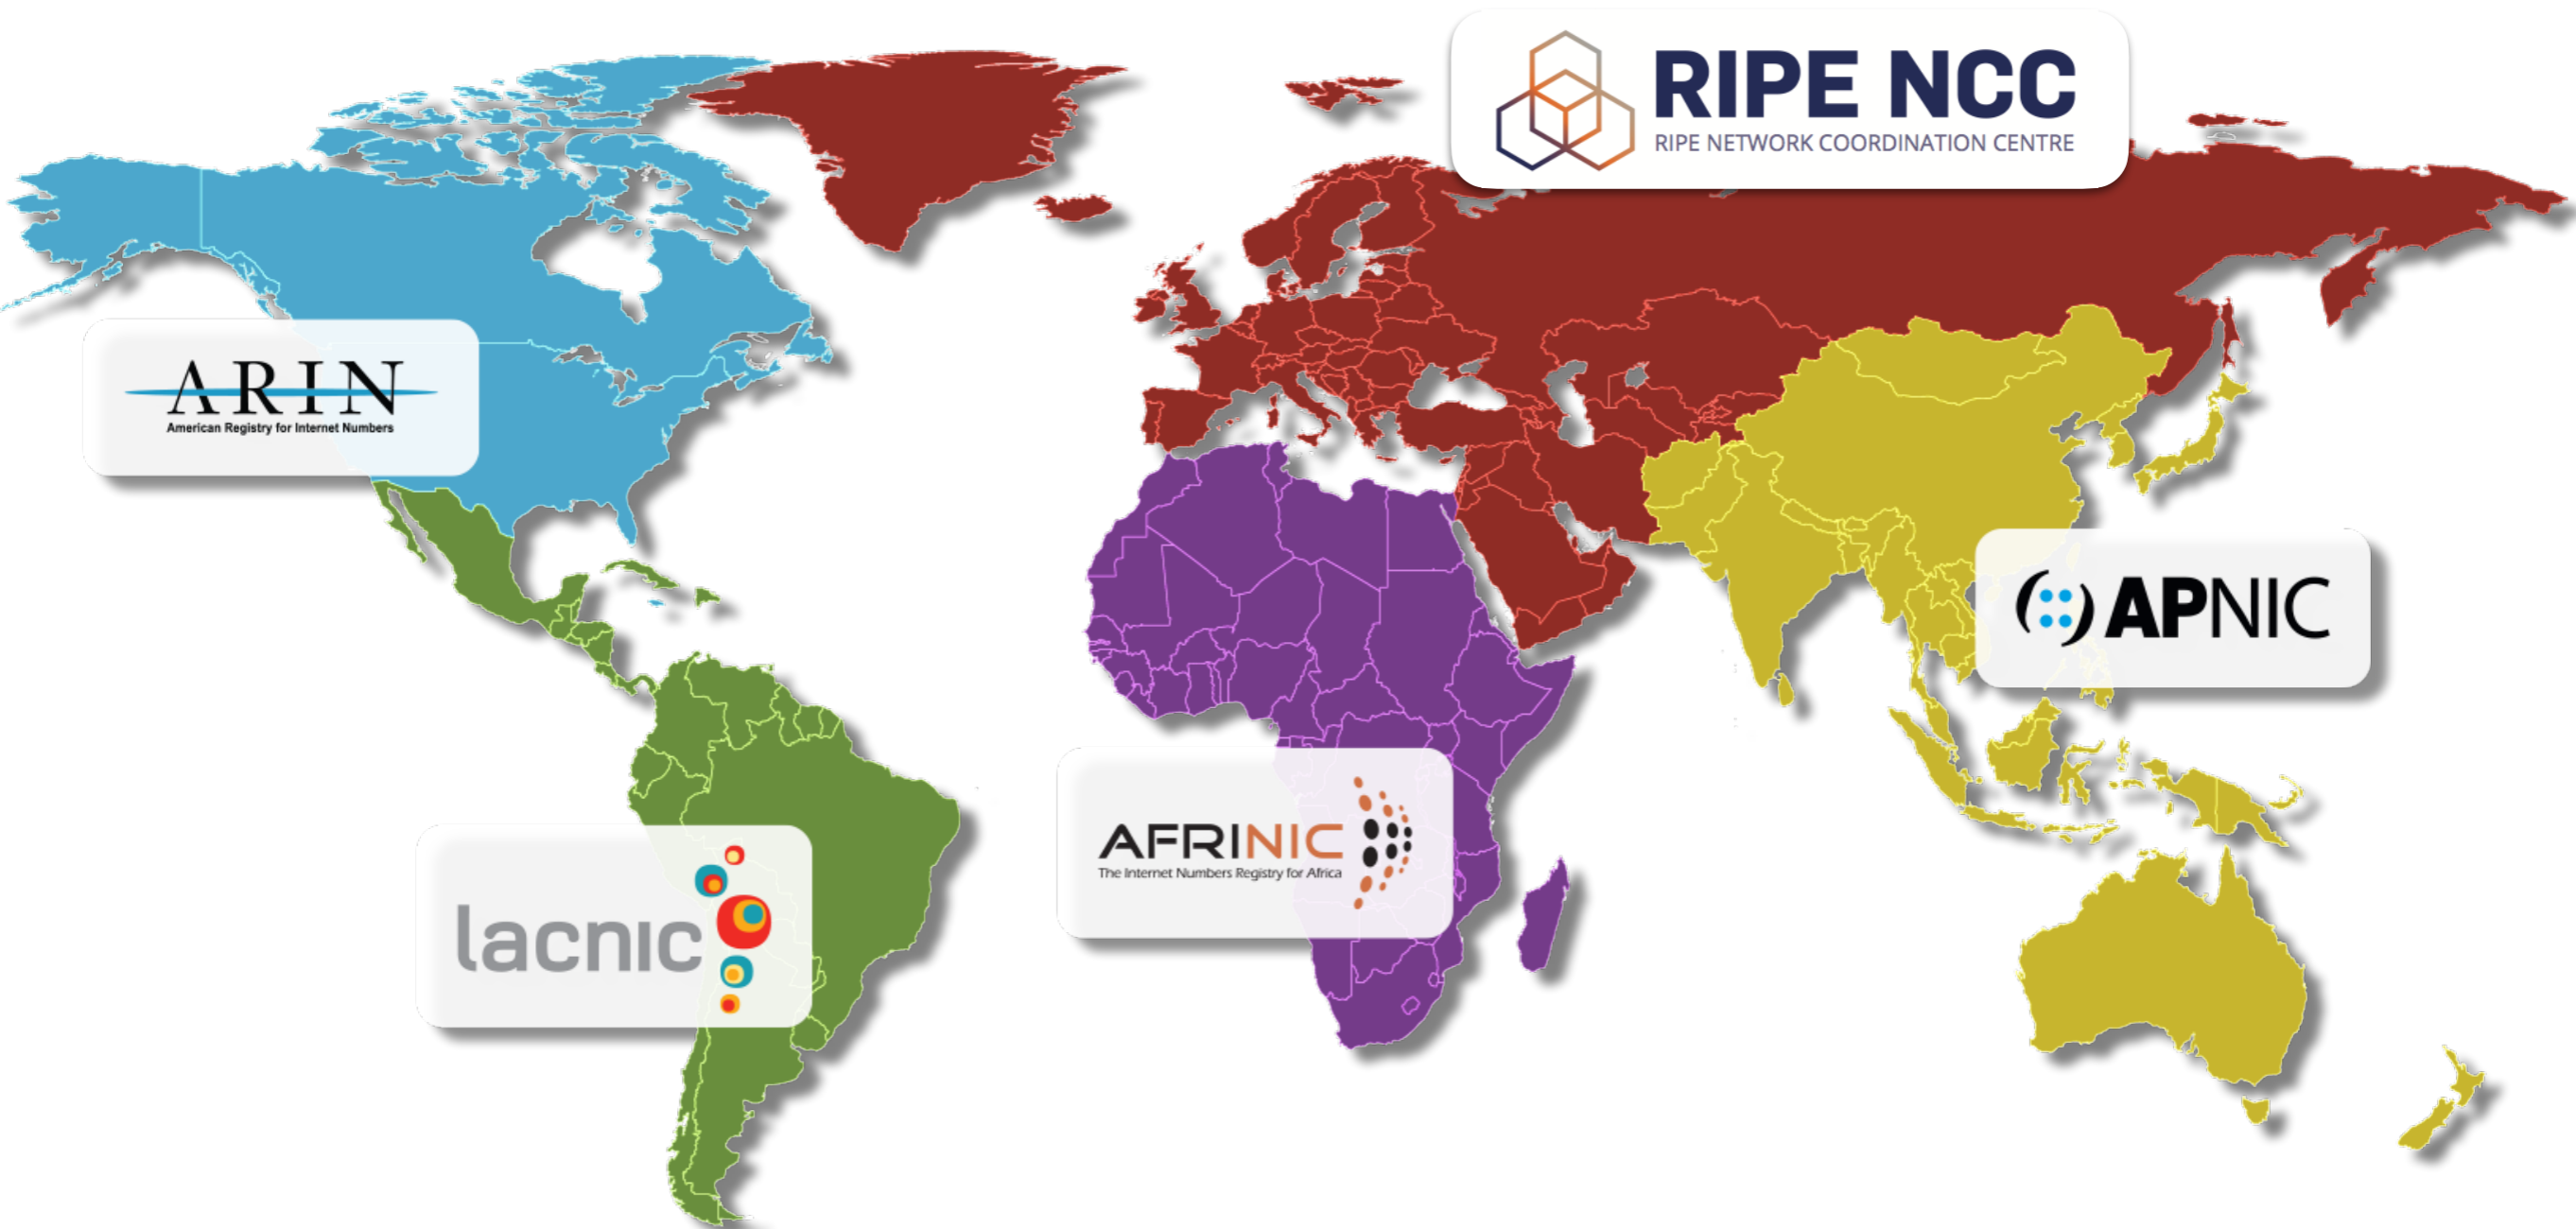 RIPE NCC
RIPE NETWORK COORDINATION CENTRE
ARIN
American Registry for Internet Numbers
APNIC
AFRINIC
The Internet Numbers Registry for Africa
lacnic